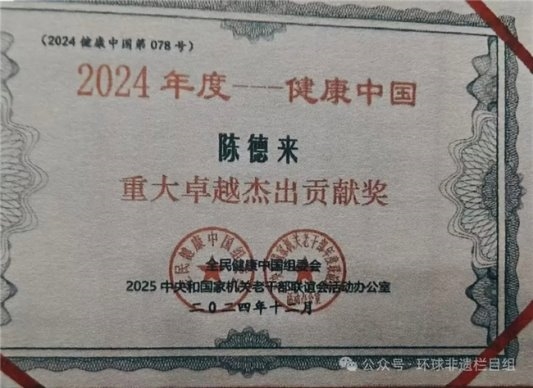 （2024 健康中国第 078 号）
2024 年度---健康中国
陈德来
重大卓越杰出贡献奖
全民健康中国组委会
2025 中央和国家机关老干部联谊会活动办公室
二〇二四年十二月
公众号 · 环球非遗栏目组